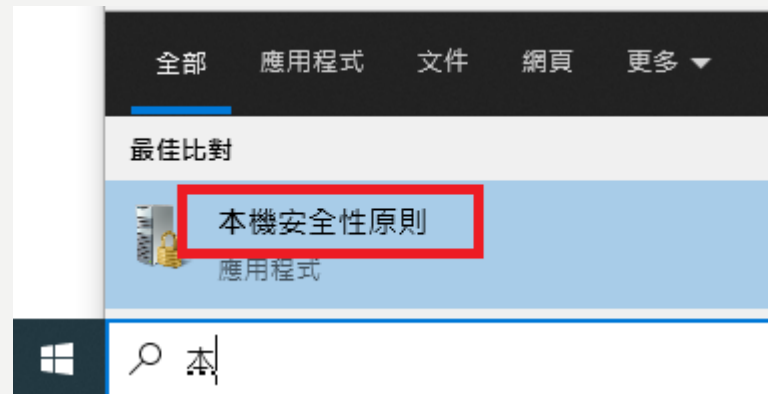 全部 應用程式 文件 網頁 更多
最佳比對
本機安全性原則
應用程式
本